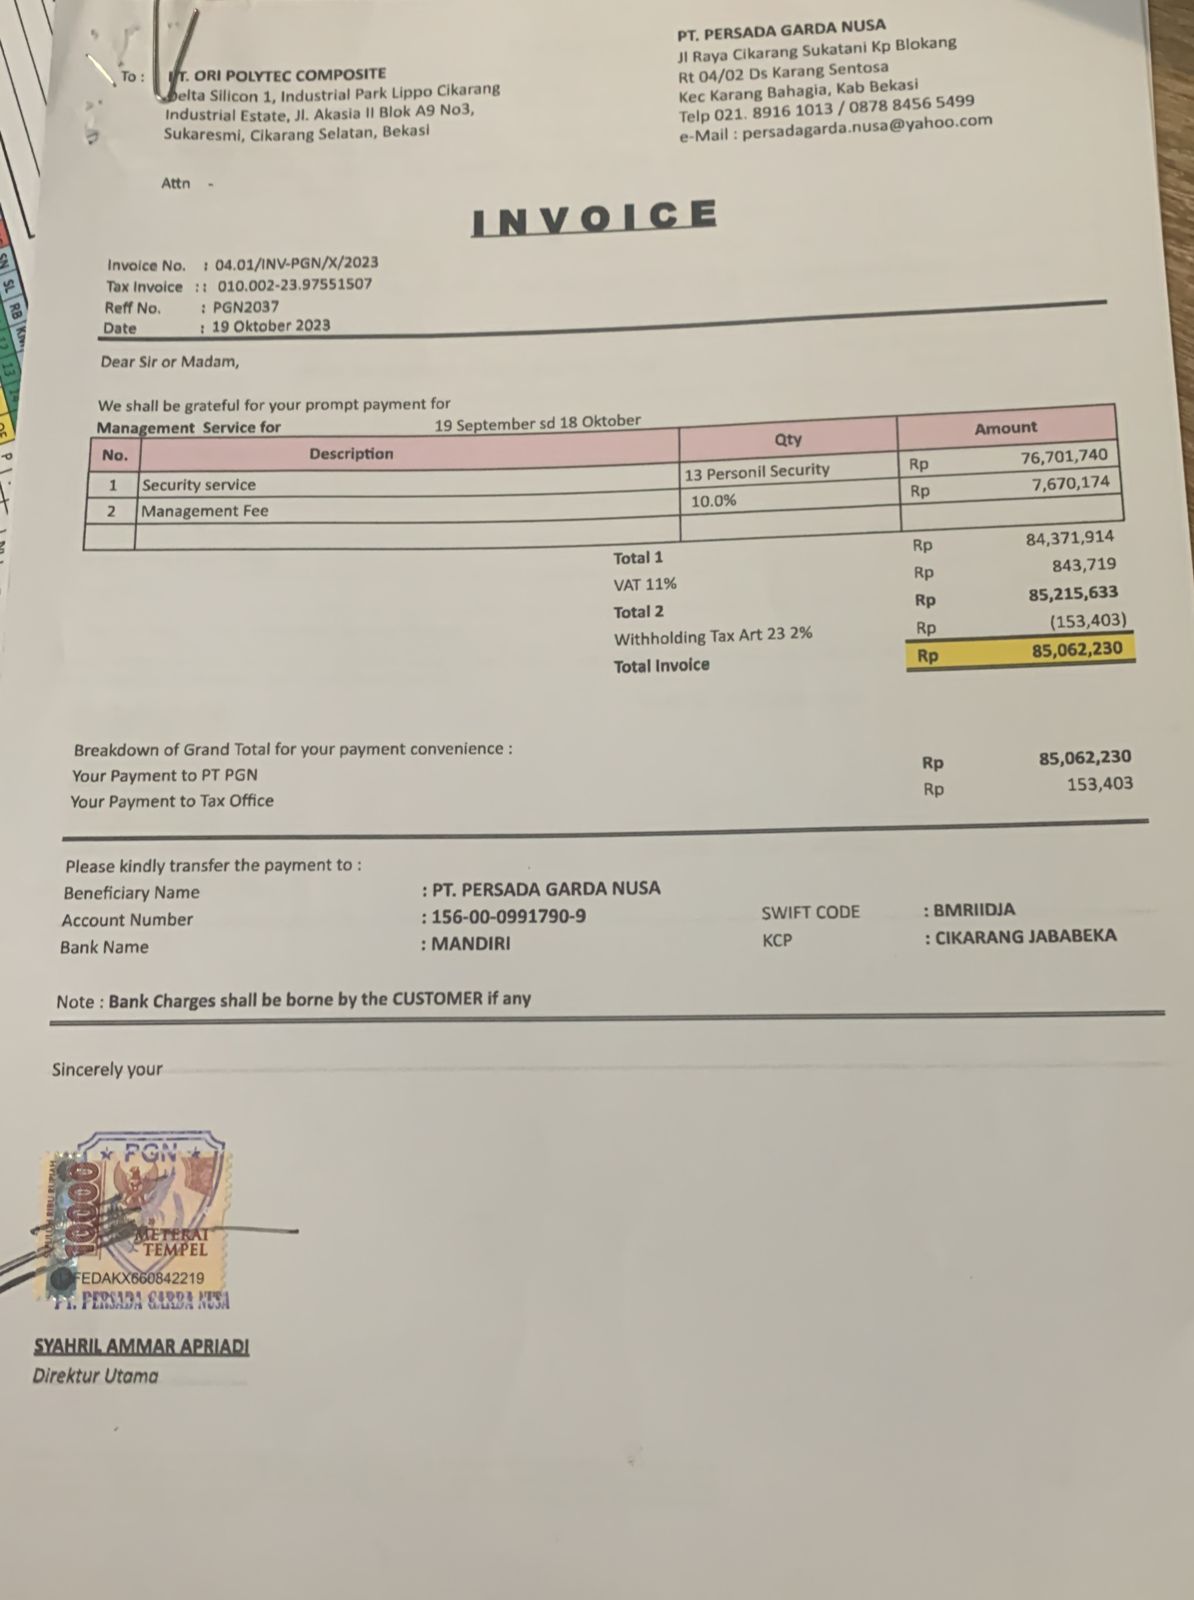 To : PT. ORI POLYTEC COMPOSITE
Delta Silicon 1, Industrial Park Lippo Cikarang
Industrial Estate, Jl. Akasia II Blok A9 No3,
Sukaresmi, Cikarang Selatan, Bekasi
PT. PERSADA GARDA NUSA
Jl Raya Cikarang Sukatani Kp Blokang
Rt 04/02 Ds Karang Sentosa
Kec Karang Bahagia, Kab Bekasi
Telp 021. 8916 1013 / 0878 8456 5499
e-Mail : persadagarda.nusa@yahoo.com
Attn -
INVOICE
Invoice No. : 04.01/INV-PGN/X/2023
Tax Invoice : : 010.002-23.97551507
Reff No. : PGN2037
Date : 19 Oktober 2023
Dear Sir or Madam,
We shall be grateful for your prompt payment for
Management Service for 19 September sd 18 Oktober
No. Description Qty Amount
1 Security service 13 Personil Security Rp 76,701,740
2 Management Fee 10.0% Rp 7,670,174
Total 1 Rp 84,371,914
VAT 11% Rp 843,719
Total 2 Rp 85,215,633
Withholding Tax Art 23 2% Rp (153,403)
Total Invoice Rp 85,062,230
Breakdown of Grand Total for your payment convenience :
Your Payment to PT PGN Rp 85,062,230
Your Payment to Tax Office Rp 153,403
Please kindly transfer the payment to :
Beneficiary Name : PT. PERSADA GARDA NUSA
Account Number : 156-00-0991790-9 SWIFT CODE : BMRIIDJA
Bank Name : MANDIRI KCP : CIKARANG JABABEKA
Note : Bank Charges shall be borne by the CUSTOMER if any
Sincerely your
PGN
10000
METERAI
TEMPEL
FEDAKX660842219
PT. PERSADA GARDA NUSA
SYAHRIL AMMAR APRIADI
Direktur Utama
SN SL RB
12 13